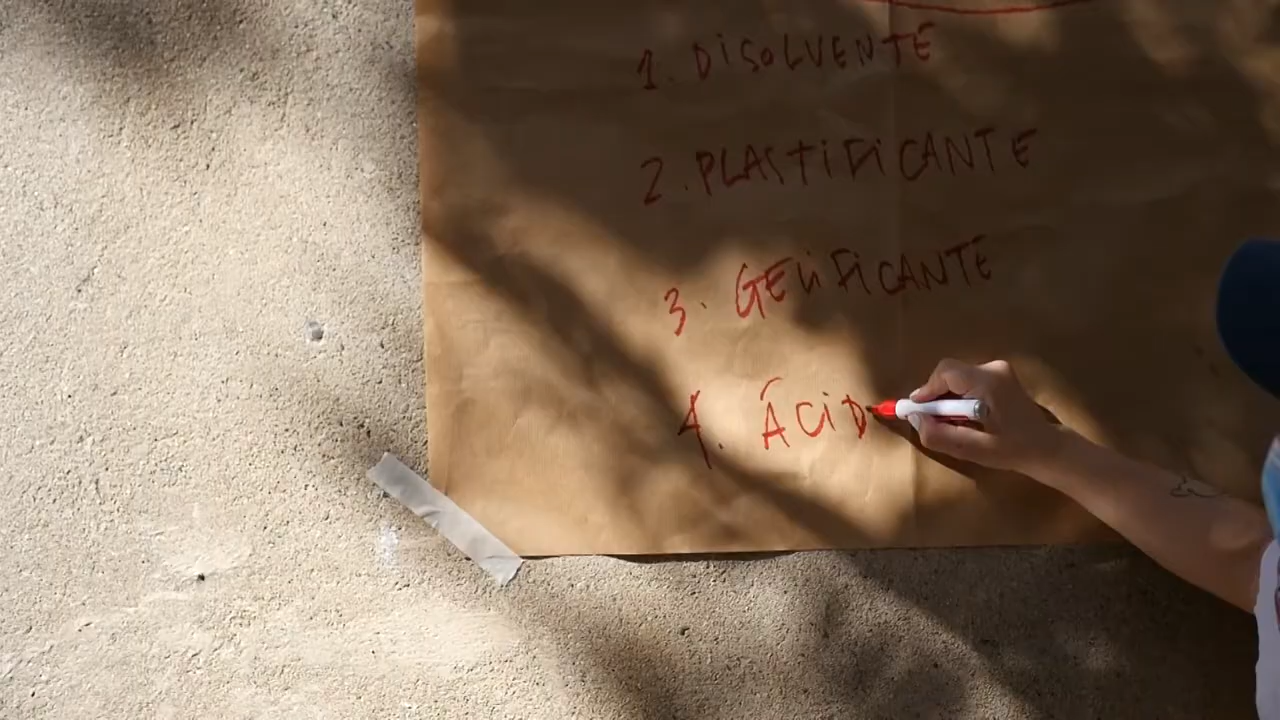 1. DISOLVENTE
2. PLASTIFICANTE
3. GELIFICANTE
4. ÁCID